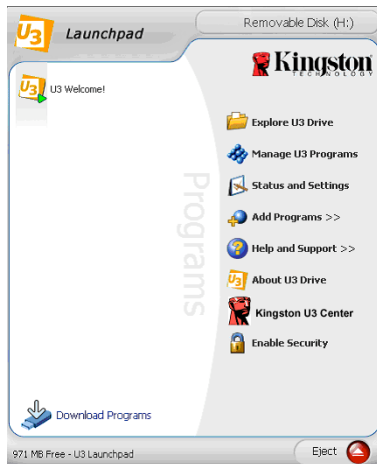 U3 Launchpad
Removable Disk (H:)
Kingston
TECHNOLOGY
U3 U3 Welcome!
Programs
Explore U3 Drive
Manage U3 Programs
Status and Settings
Add Programs >>
Help and Support >>
U3 About U3 Drive
Kingston U3 Center
Enable Security
Download Programs
971 MB Free - U3 Launchpad
Eject